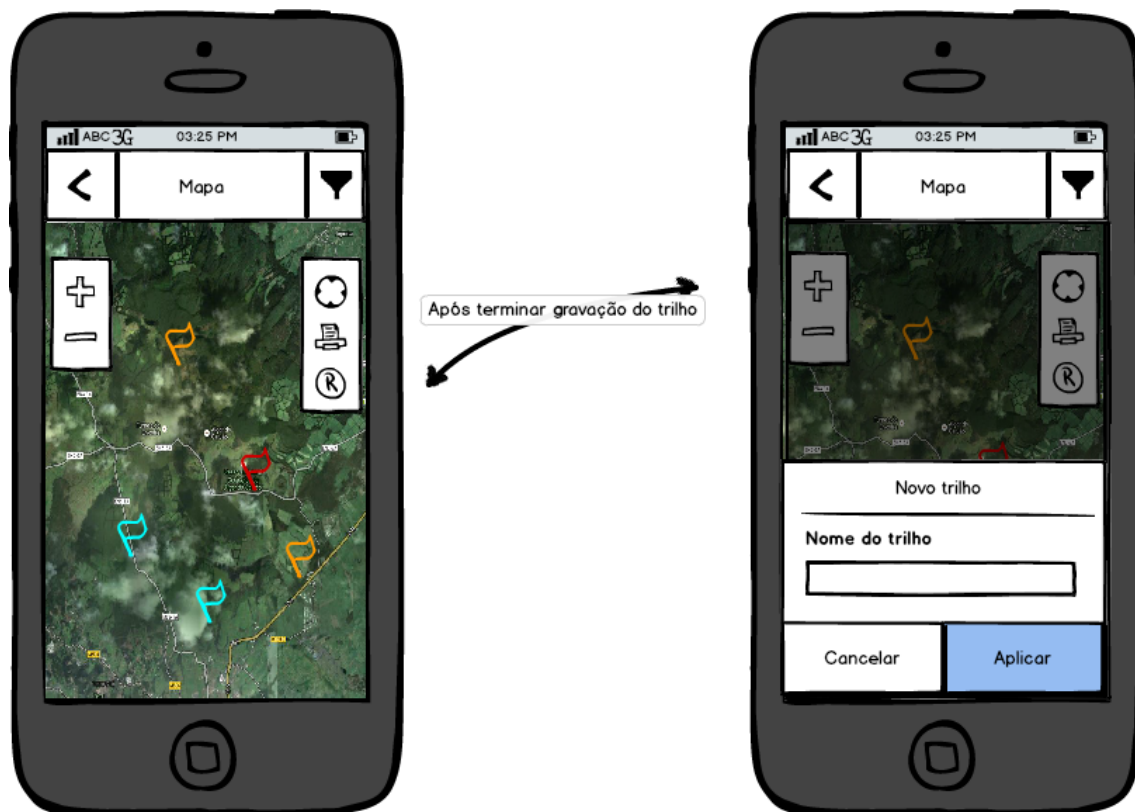 ABC 3G 03:25 PM
Mapa
R
Após terminar gravação do trilho
ABC 3G 03:25 PM
Mapa
R
Novo trilho
Nome do trilho
Cancelar
Aplicar